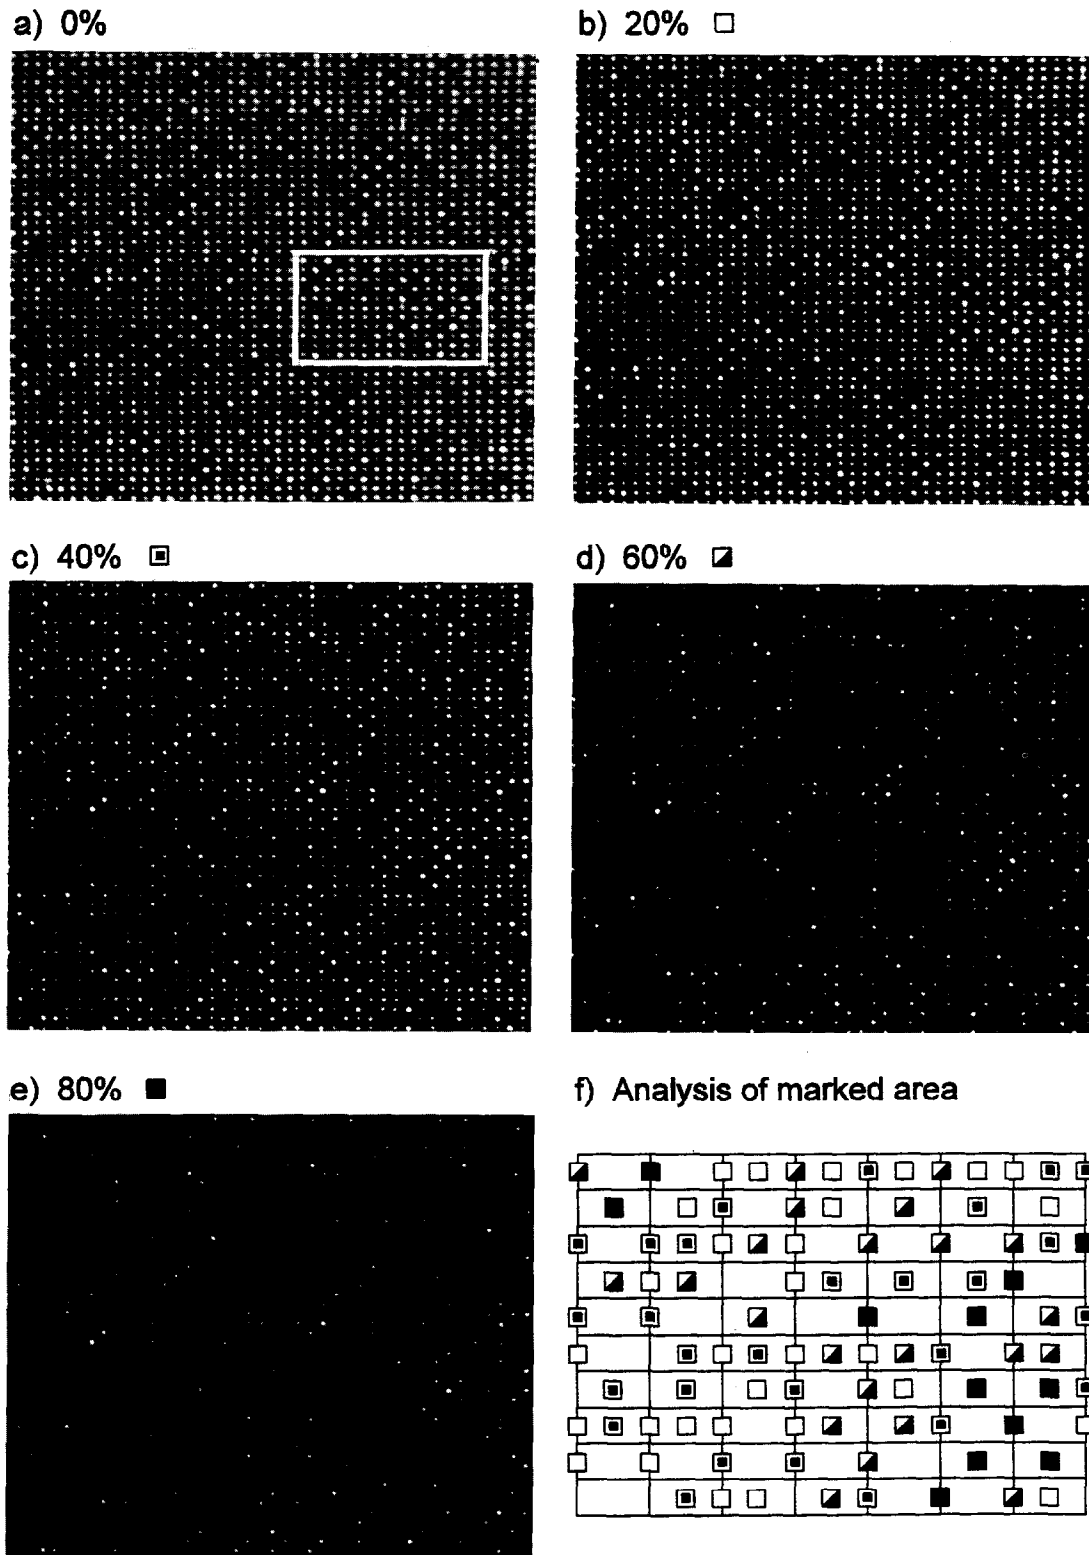 a) 0%
b) 20%
c) 40%
d) 60%
e) 80%
f) Analysis of marked area